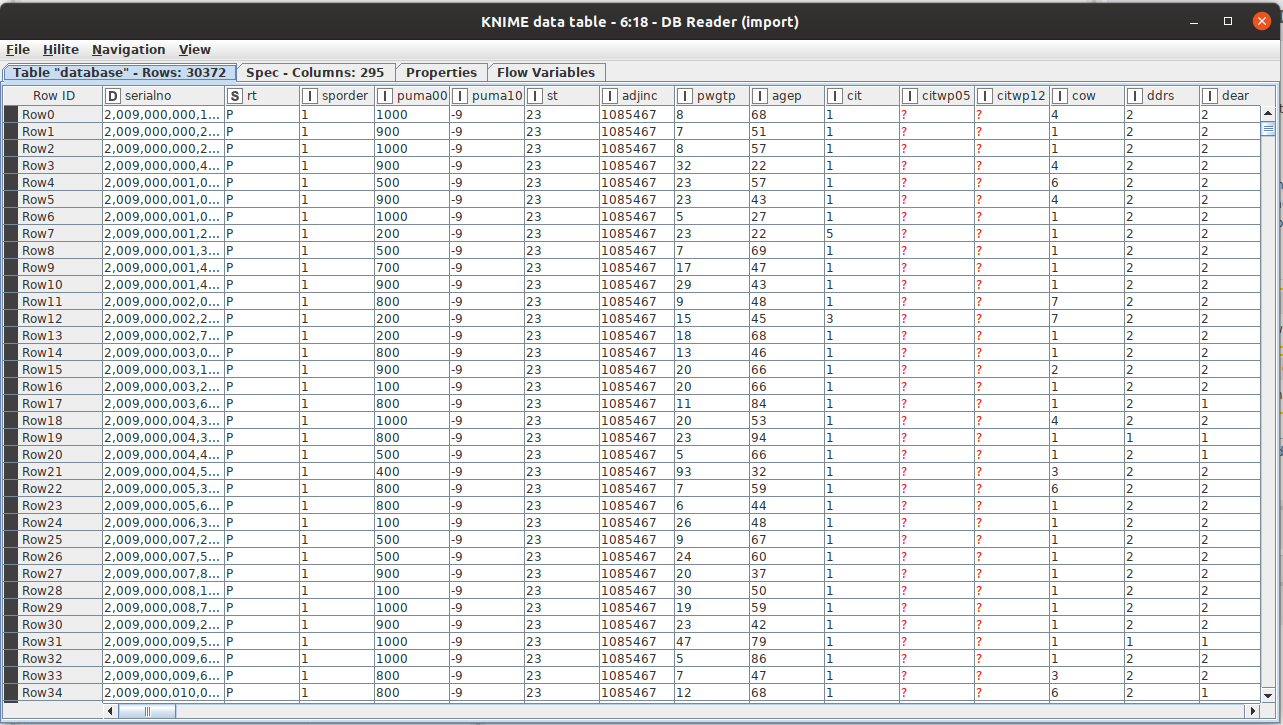 KNIME data table - 6:18 - DB Reader (import)
File Hilite Navigation View
Table "database" - Rows: 30372 Spec - Columns: 295 Properties Flow Variables
Row ID D serialno S rt I sporder I puma00 I puma10 I st I adjinc I pwgtp I agep I cit I citwp05 I citwp12 I cow I ddrs I dear
Row0 2,009,000,000,1... P 1 1000 -9 23 1085467 8 68 1 ? ? 4 2 2
Row1 2,009,000,000,2... P 1 900 -9 23 1085467 7 51 1 ? ? 1 2 2
Row2 2,009,000,000,2... P 1 1000 -9 23 1085467 8 57 1 ? ? 1 2 2
Row3 2,009,000,000,4... P 1 900 -9 23 1085467 32 22 1 ? ? 4 2 2
Row4 2,009,000,001,0... P 1 500 -9 23 1085467 23 57 1 ? ? 6 2 2
Row5 2,009,000,001,0... P 1 900 -9 23 1085467 23 43 1 ? ? 4 2 2
Row6 2,009,000,001,0... P 1 1000 -9 23 1085467 5 27 1 ? ? 1 2 2
Row7 2,009,000,001,2... P 1 200 -9 23 1085467 23 22 5 ? ? 1 2 2
Row8 2,009,000,001,3... P 1 500 -9 23 1085467 7 69 1 ? ? 1 2 2
Row9 2,009,000,001,4... P 1 700 -9 23 1085467 17 47 1 ? ? 1 2 2
Row10 2,009,000,001,4... P 1 900 -9 23 1085467 29 43 1 ? ? 1 2 2
Row11 2,009,000,002,0... P 1 800 -9 23 1085467 9 48 1 ? ? 7 2 2
Row12 2,009,000,002,2... P 1 200 -9 23 1085467 15 45 3 ? ? 7 2 2
Row13 2,009,000,002,7... P 1 200 -9 23 1085467 18 68 1 ? ? 1 2 2
Row14 2,009,000,003,0... P 1 800 -9 23 1085467 13 46 1 ? ? 1 2 2
Row15 2,009,000,003,1... P 1 900 -9 23 1085467 20 66 1 ? ? 2 2 2
Row16 2,009,000,003,2... P 1 100 -9 23 1085467 20 66 1 ? ? 1 2 2
Row17 2,009,000,003,6... P 1 800 -9 23 1085467 11 84 1 ? ? 1 2 1
Row18 2,009,000,004,3... P 1 1000 -9 23 1085467 20 53 1 ? ? 4 2 2
Row19 2,009,000,004,3... P 1 800 -9 23 1085467 23 94 1 ? ? 1 1 1
Row20 2,009,000,004,4... P 1 500 -9 23 1085467 5 66 1 ? ? 1 2 1
Row21 2,009,000,004,5... P 1 400 -9 23 1085467 93 32 1 ? ? 3 2 2
Row22 2,009,000,005,3... P 1 800 -9 23 1085467 7 59 1 ? ? 6 2 2
Row23 2,009,000,005,6... P 1 800 -9 23 1085467 6 44 1 ? ? 1 2 2
Row24 2,009,000,006,3... P 1 100 -9 23 1085467 26 48 1 ? ? 1 2 2
Row25 2,009,000,007,2... P 1 500 -9 23 1085467 9 67 1 ? ? 1 2 2
Row26 2,009,000,007,5... P 1 500 -9 23 1085467 24 60 1 ? ? 1 2 2
Row27 2,009,000,007,8... P 1 900 -9 23 1085467 20 37 1 ? ? 1 2 2
Row28 2,009,000,008,1... P 1 100 -9 23 1085467 30 50 1 ? ? 1 2 2
Row29 2,009,000,008,7... P 1 1000 -9 23 1085467 19 59 1 ? ? 1 2 2
Row30 2,009,000,009,2... P 1 900 -9 23 1085467 23 42 1 ? ? 1 2 2
Row31 2,009,000,009,5... P 1 1000 -9 23 1085467 47 79 1 ? ? 1 1 1
Row32 2,009,000,009,6... P 1 1000 -9 23 1085467 5 86 1 ? ? 1 2 2
Row33 2,009,000,009,6... P 1 800 -9 23 1085467 7 47 1 ? ? 3 2 2
Row34 2,009,000,010,0... P 1 800 -9 23 1085467 12 68 1 ? ? 6 2 1